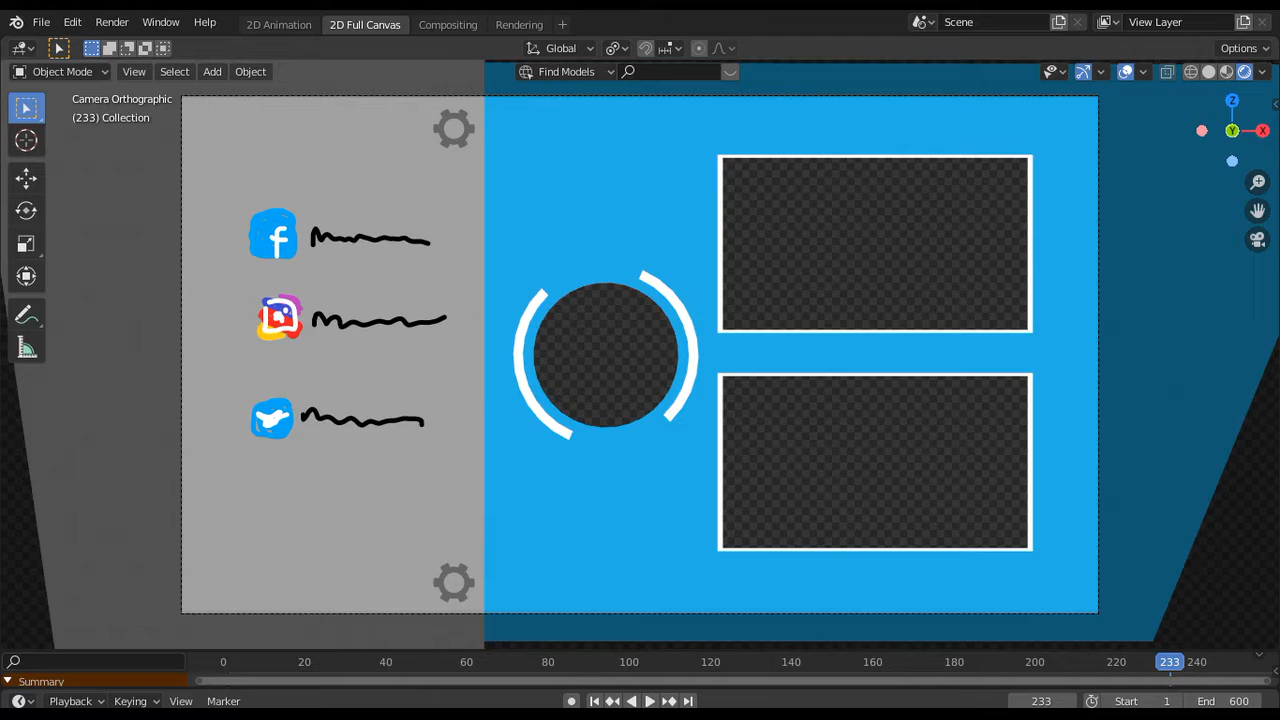 File Edit Render Window Help 2D Animation 2D Full Canvas Compositing Rendering + Scene View Layer
Global Options
Object Mode View Select Add Object Find Models
Camera Orthographic
(233) Collection
Z
Y X
f
0 20 40 60 80 100 120 140 160 180 200 220 233 240
Summary
Playback Keying View Marker 233 Start 1 End 600